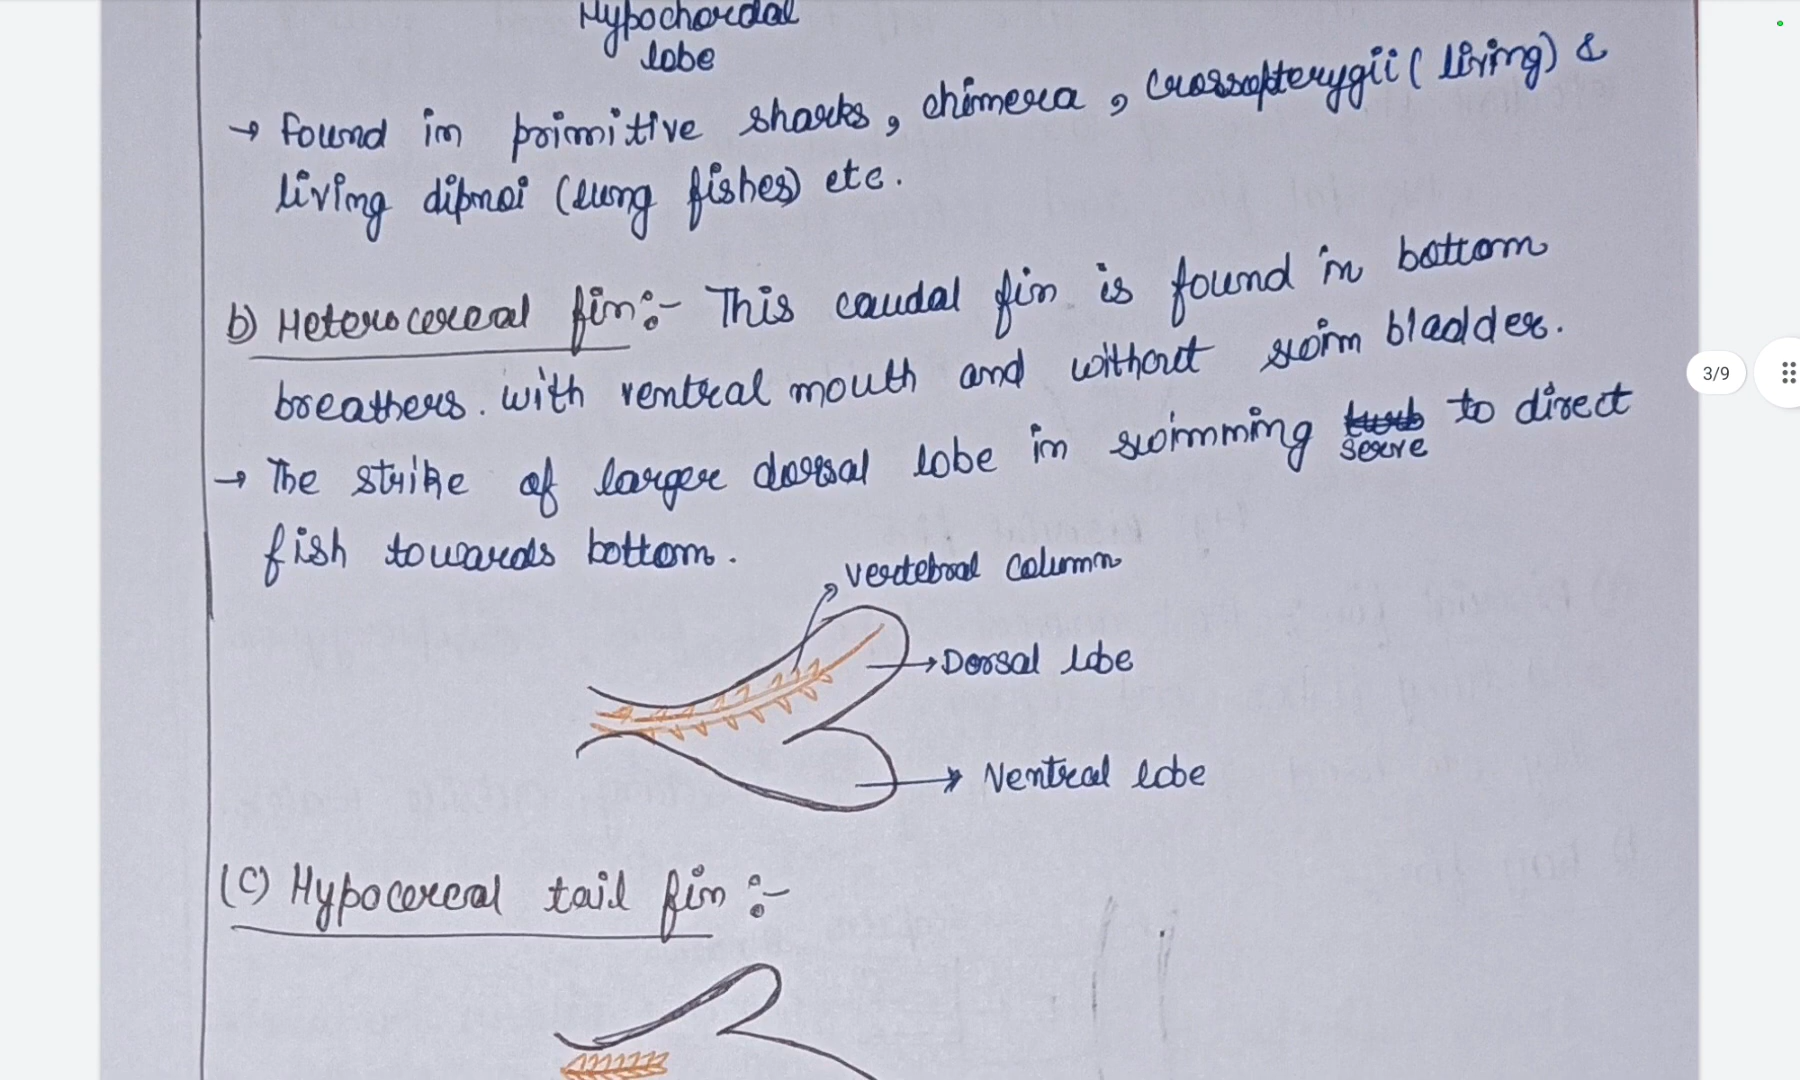 Hypochordal
lobe
→ Found in primitive sharks, chimera, Crossopterygii (living) &
living dipnoi (lung fishes) etc.
b) Heterocercal fin:- This caudal fin is found in bottom
breathers. with ventral mouth and without swim bladder.
→ The strike of larger dorsal lobe in swimming serve to direct
fish towards bottom.
vertebral column
Dorsal lobe
Ventral lobe
(C) Hypocercal tail fin :-
3/9